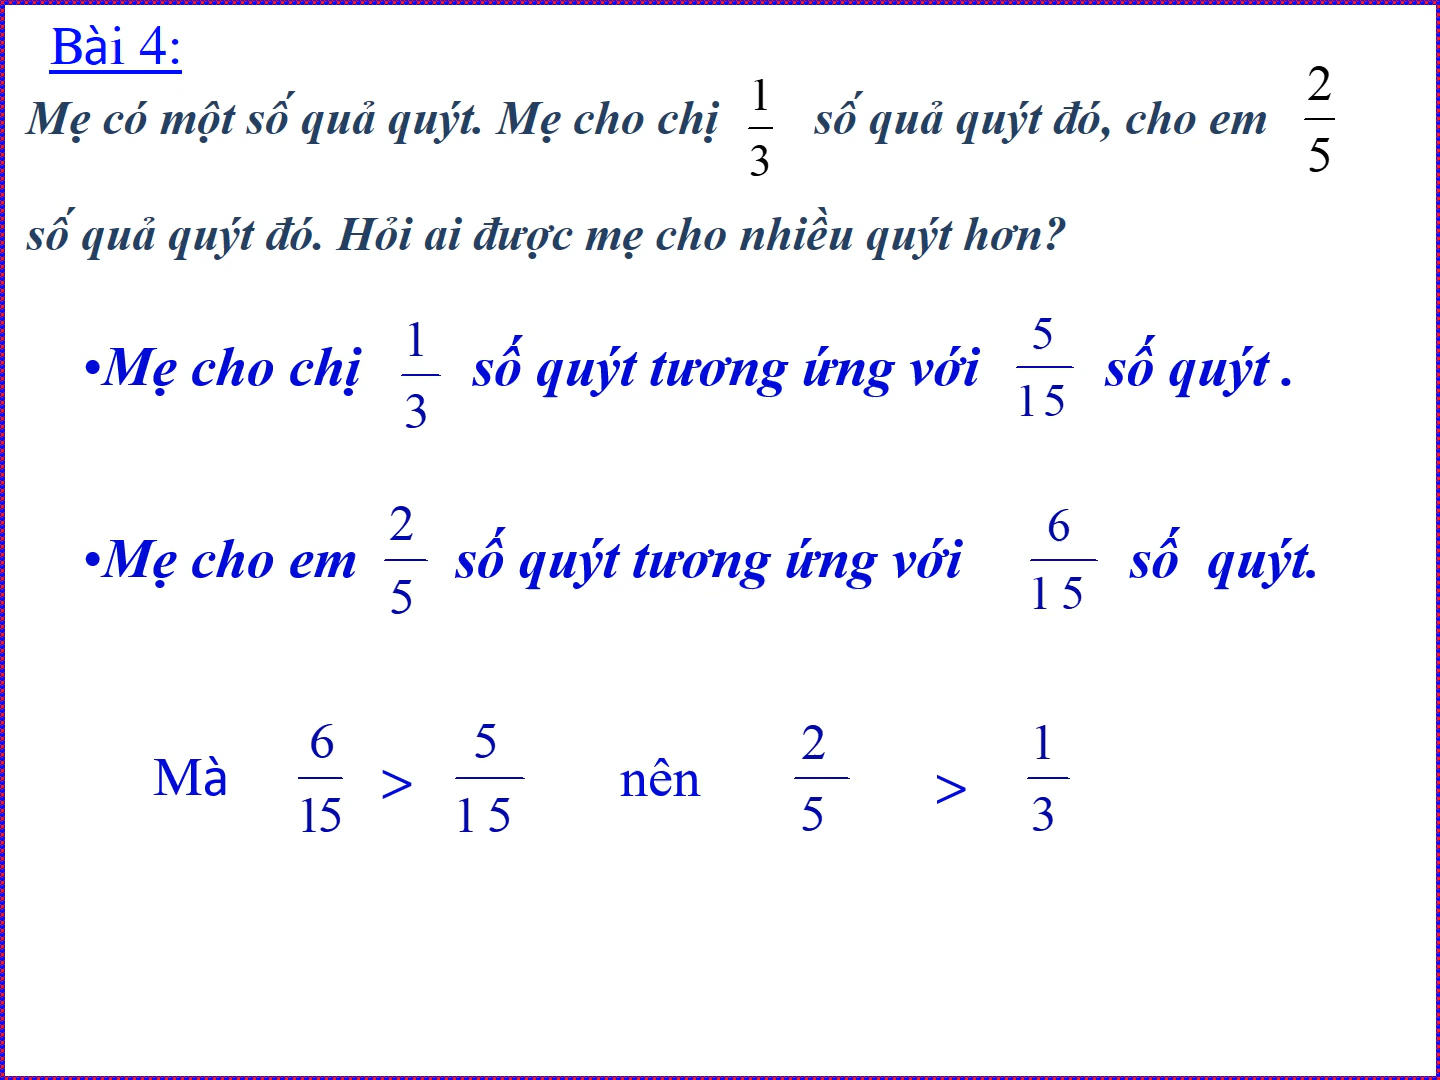 Bài 4:
Mẹ có một số quả quýt. Mẹ cho chị 1/3 số quả quýt đó, cho em 2/5
số quả quýt đó. Hỏi ai được mẹ cho nhiều quýt hơn?
•Mẹ cho chị 1/3 số quýt tương ứng với 5/15 số quýt .
•Mẹ cho em 2/5 số quýt tương ứng với 6/15 số quýt.
Mà 6/15 > 5/15 nên 2/5 > 1/3